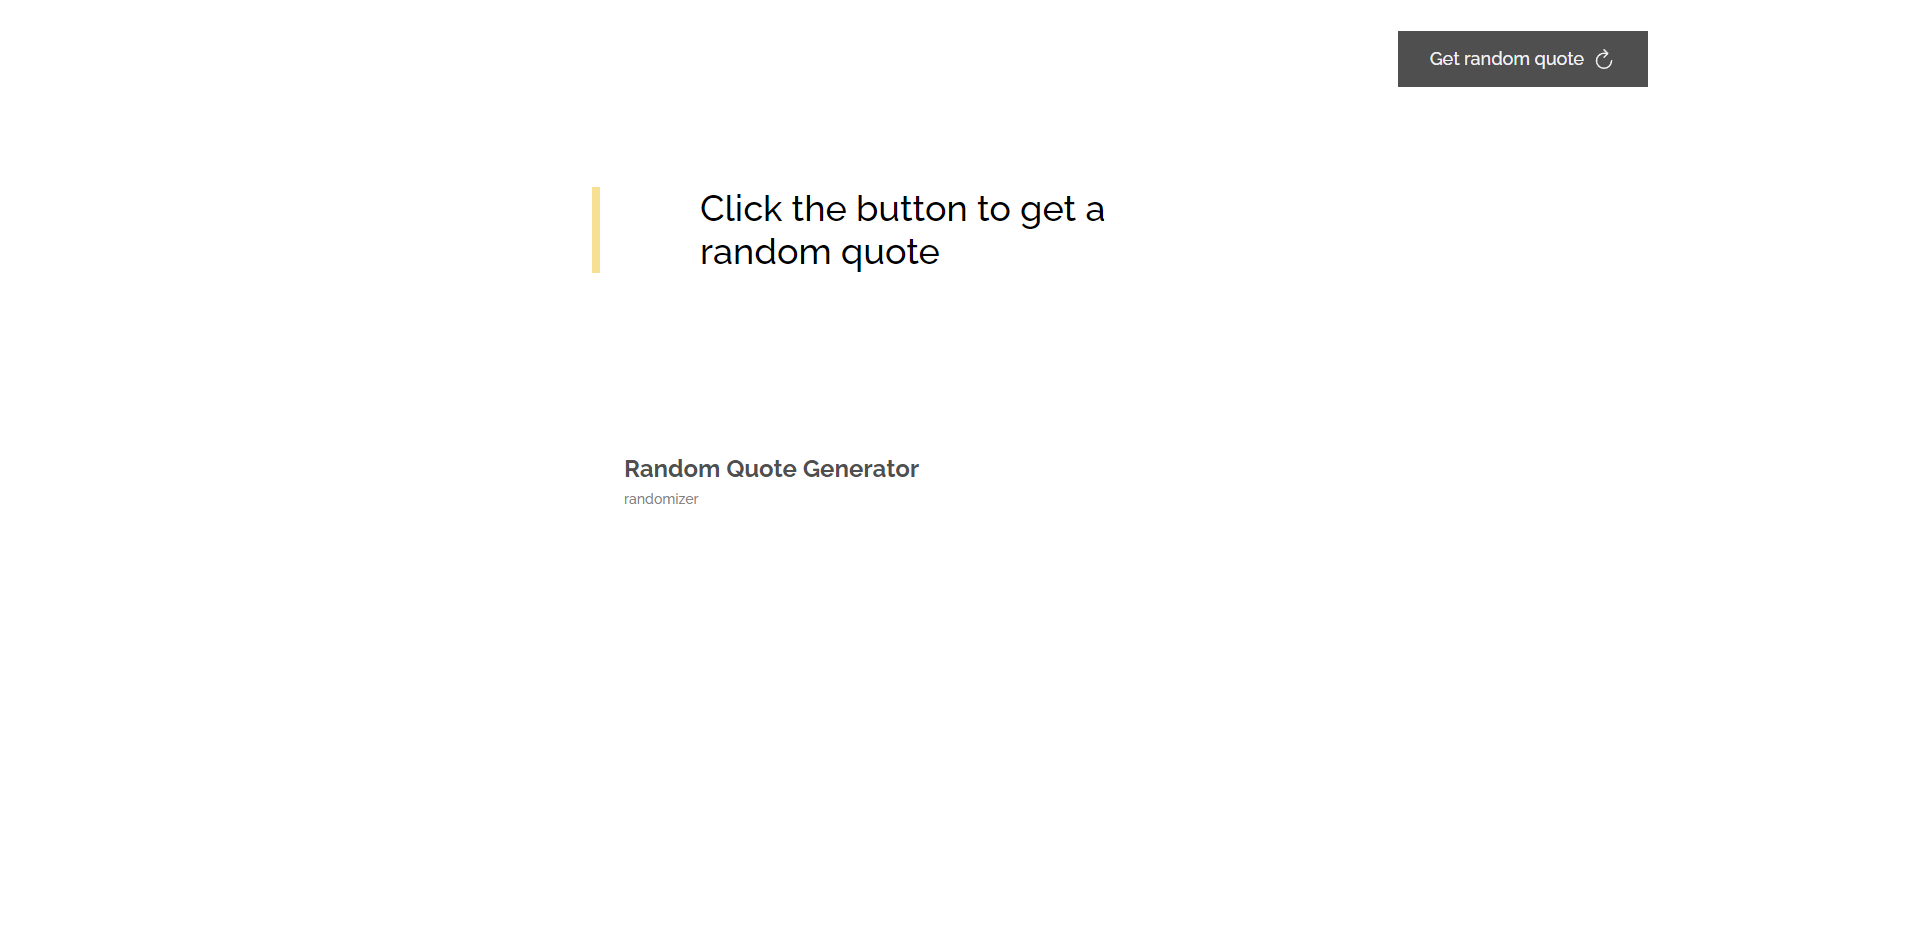 Get random quote
Click the button to get a
random quote
Random Quote Generator
randomizer